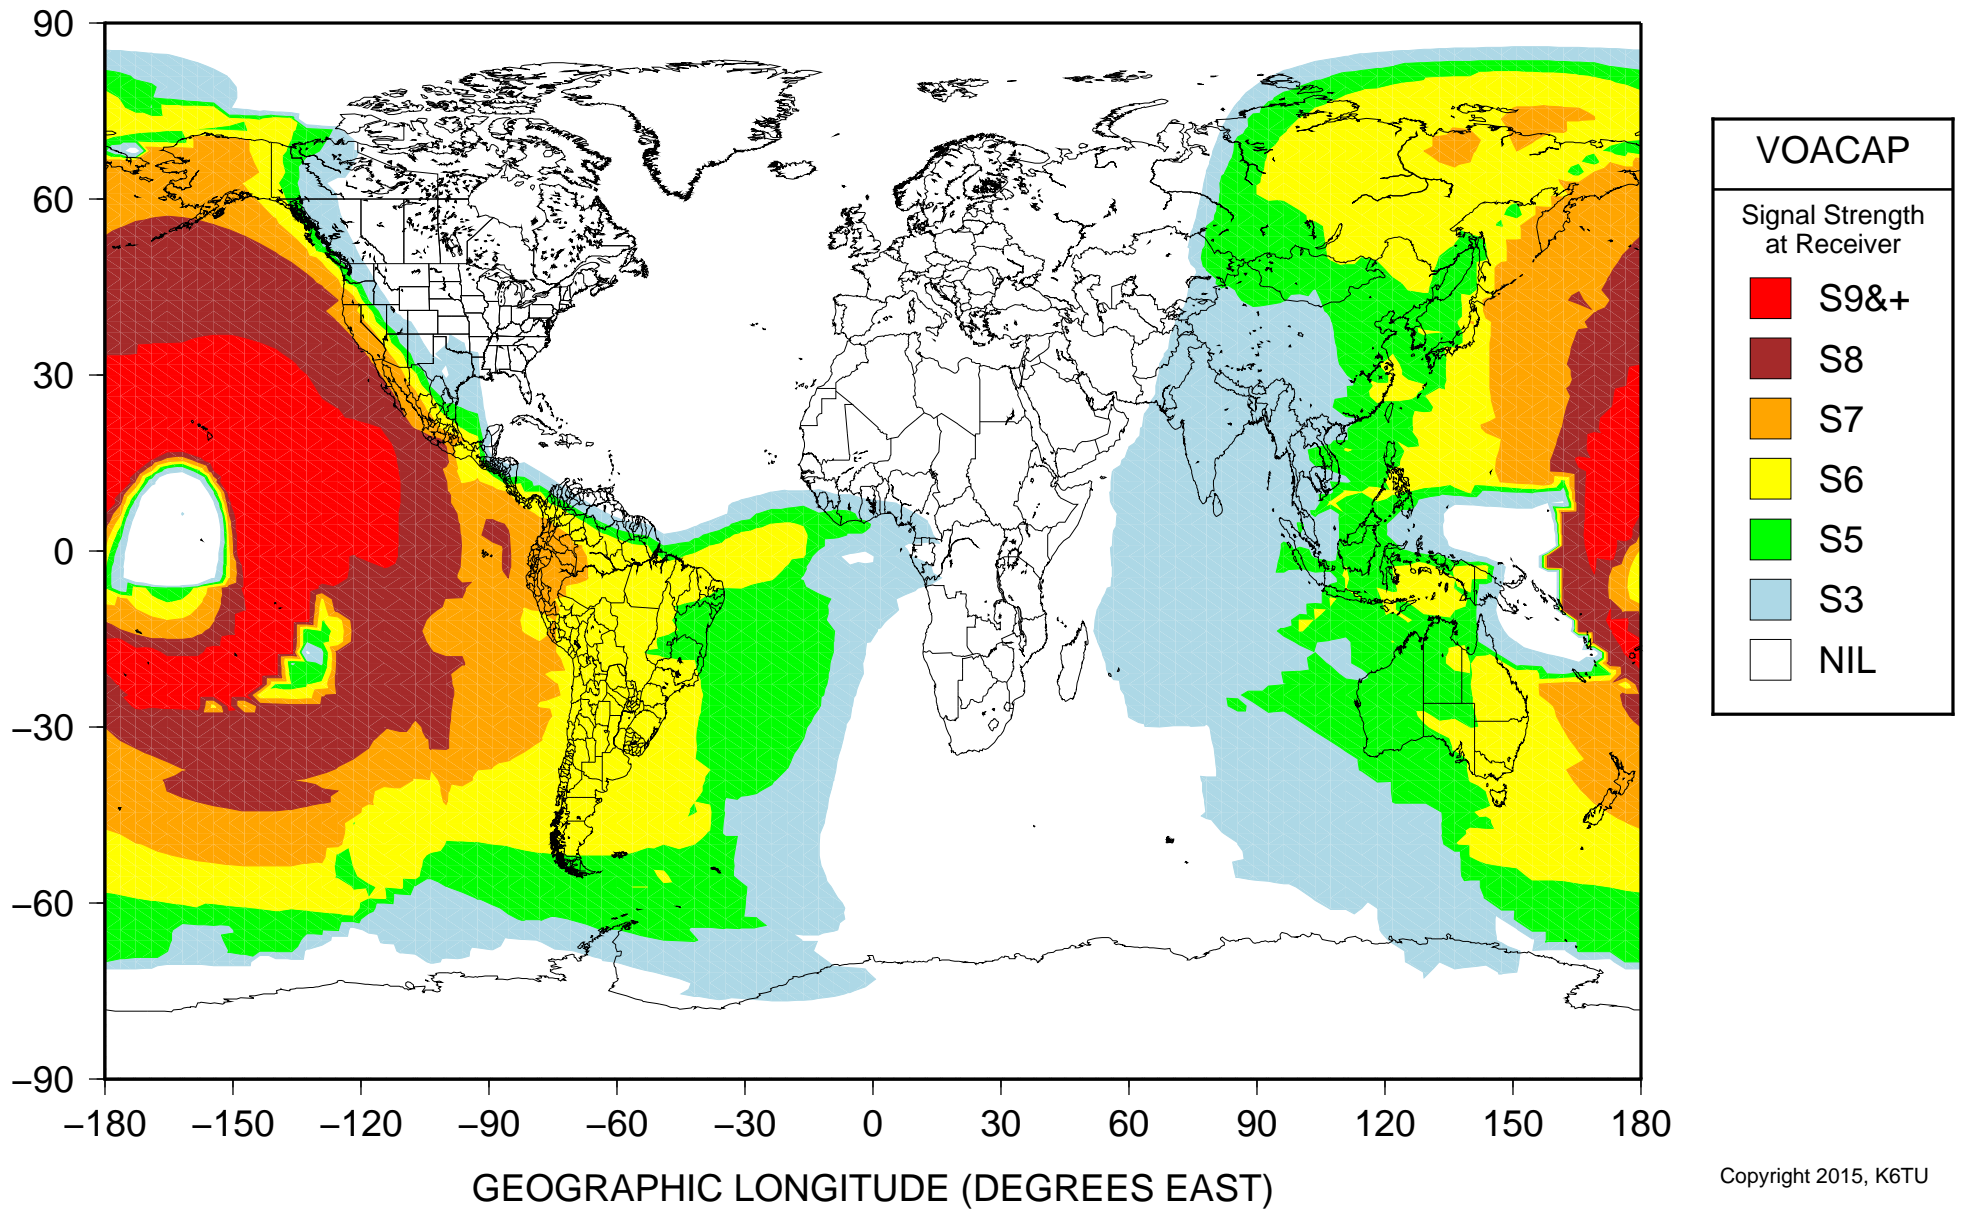 90
60
30
0
−30
−60
−90
−180 −150 −120 −90 −60 −30 0 30 60 90 120 150 180
GEOGRAPHIC LONGITUDE (DEGREES EAST)
VOACAP
Signal Strength
at Receiver
S9&+
S8
S7
S6
S5
S3
NIL
Copyright 2015, K6TU